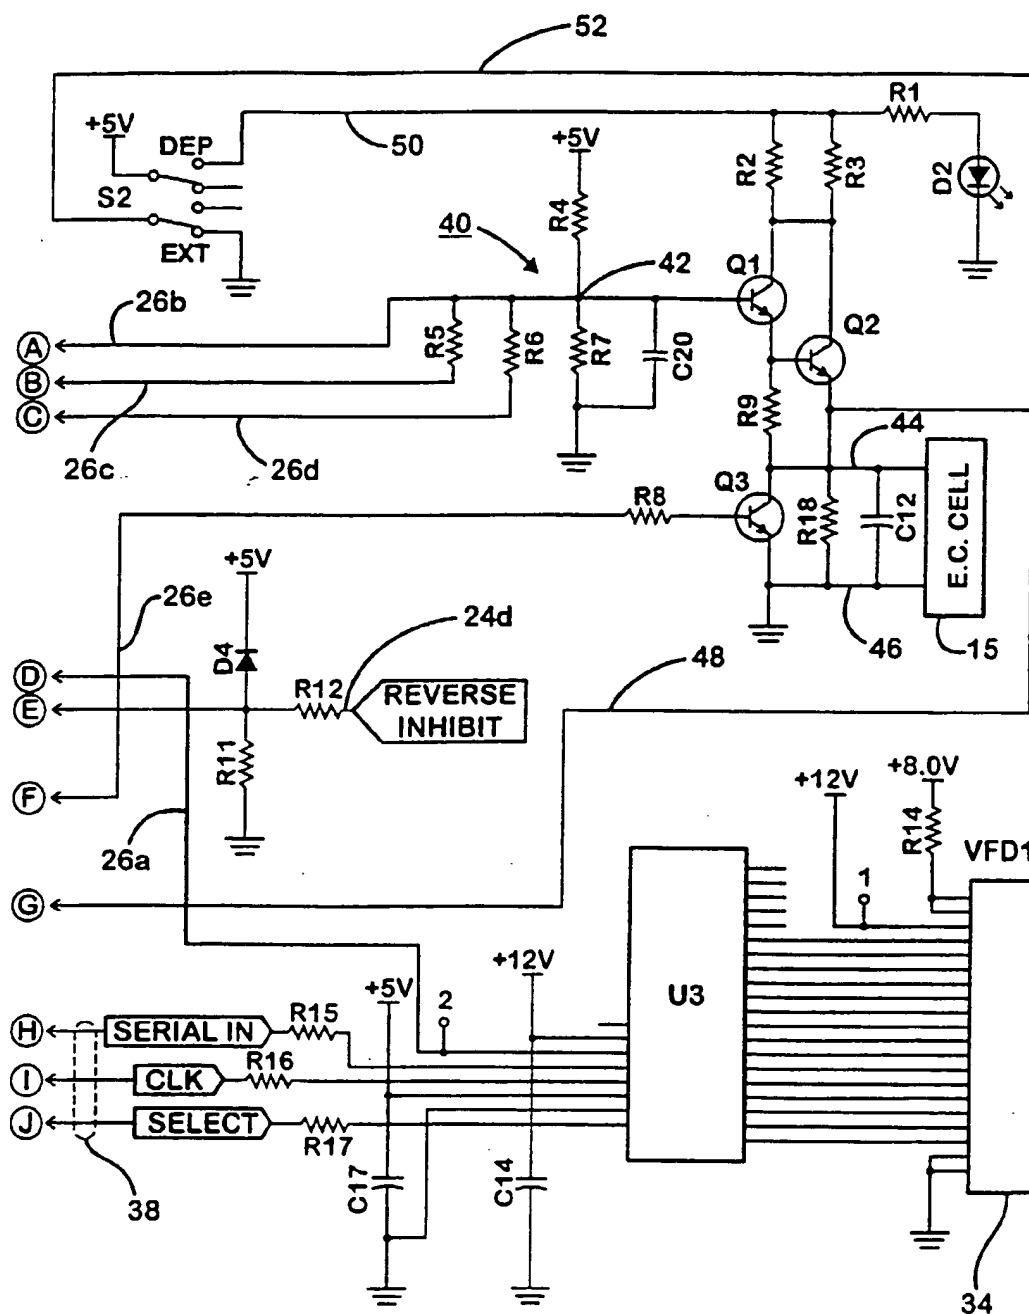 52
+5V
DEP
S2
EXT
50
+5V
R4
R2
R3
R1
D2
40
42
Q1
Q2
26b
A
B
C
R5
R6
R7
C20
R9
26c
26d
44
R8
Q3
R18
C12
E.C. CELL
+5V
26e
24d
D4
46
15
48
D
E
R12
REVERSE
INHIBIT
R11
F
26a
+12V
+8.0V
R14
VFD1
1
G
U3
+12V
+5V
2
H
SERIAL IN
R15
I
CLK
R16
J
SELECT
R17
C17
C14
38
34